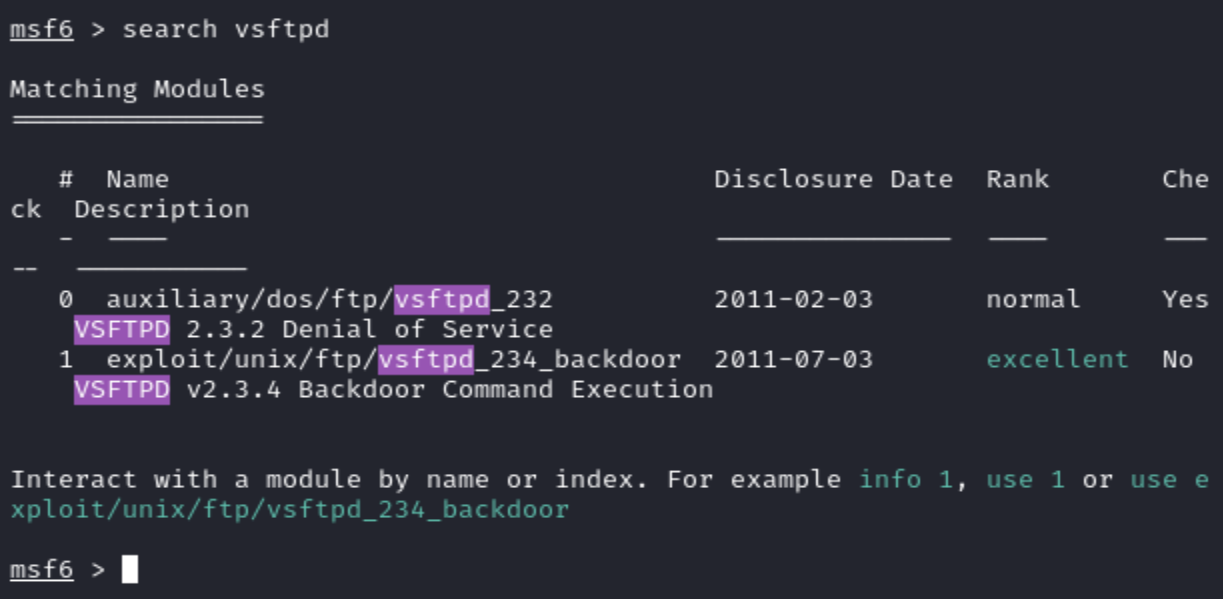 msf6 > search vsftpd
Matching Modules
================
# Name Disclosure Date Rank Che
ck Description
- ---- --------------- ---- ---
-- -----------
0 auxiliary/dos/ftp/vsftpd_232 2011-02-03 normal Yes
VSFTPD 2.3.2 Denial of Service
1 exploit/unix/ftp/vsftpd_234_backdoor 2011-07-03 excellent No
VSFTPD v2.3.4 Backdoor Command Execution
Interact with a module by name or index. For example info 1, use 1 or use e
xploit/unix/ftp/vsftpd_234_backdoor
msf6 >